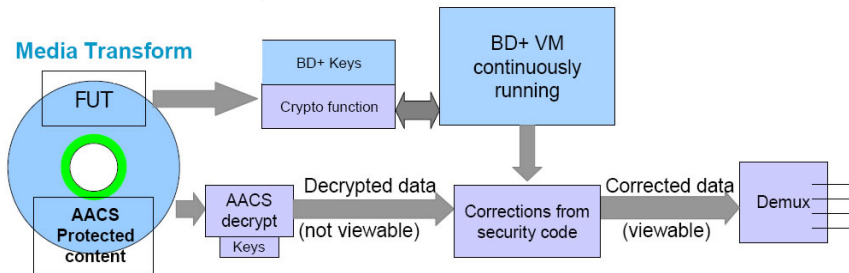 Media Transform
FUT
BD+ Keys
Crypto function
BD+ VM
continuously
running
AACS
Protected
content
AACS
decrypt
Keys
Decrypted data
(not viewable)
Corrections from
security code
Corrected data
(viewable)
Demux